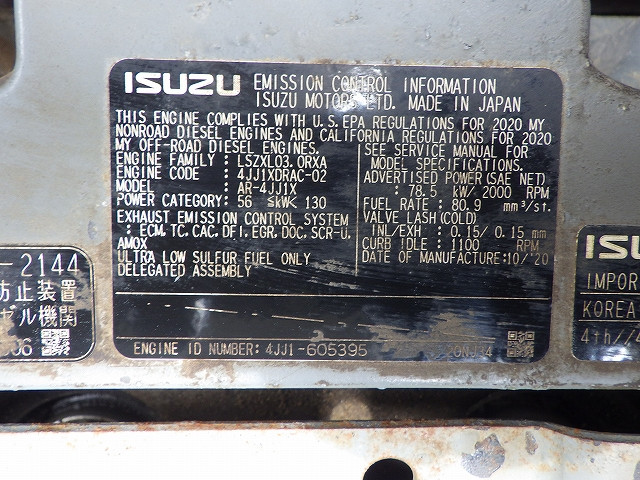 ISUZU EMISSION CONTROL INFORMATION
ISUZU MOTORS LTD. MADE IN JAPAN
THIS ENGINE COMPLIES WITH U.S.EPA REGULATIONS FOR 2020 MY
NONROAD DIESEL ENGINES AND CALIFORNIA REGULATIONS FOR 2020
MY OFF-ROAD DIESEL ENGINES.
ENGINE FAMILY : LSZXL03.0RXA
ENGINE CODE : 4JJ1XDRAC-02
MODEL : AR-4JJ1X
POWER CATEGORY: 56 ≦kW< 130
EXHAUST EMISSION CONTROL SYSTEM
: ECM, TC, CAC, DFI, EGR, DOC, SCR-U,
AMOX
ULTRA LOW SULFUR FUEL ONLY
DELEGATED ASSEMBLY
SEE SERVICE MANUAL FOR
MODEL SPECIFICATIONS.
ADVERTISED POWER(SAE NET)
: 78.5 kW/ 2000 RPM
FUEL RATE : 80.9 mm³/st.
VALVE LASH(COLD)
INL/EXH : 0.15/ 0.15 mm
CURB IDLE : 1100 RPM
DATE OF MANUFACTURE:10/'20
ENGINE ID NUMBER: 4JJ1-605395
-2144
防止装置
ゼル機関
ISUZ
IMPOR
KOREA
4th//4